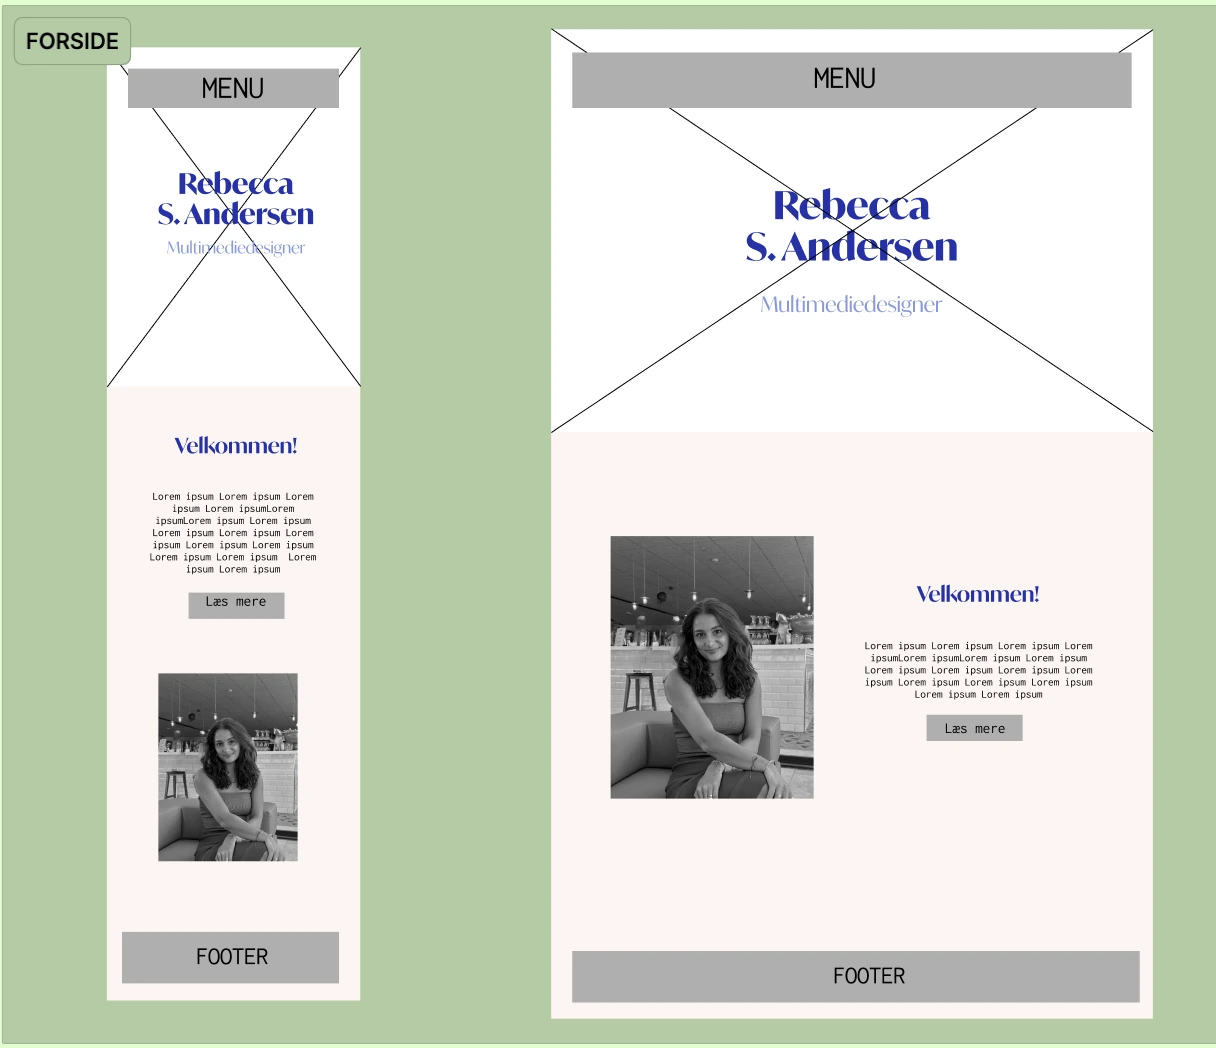 FORSIDE
MENU
Rebecca
S. Andersen
Multimediedesigner
Velkommen!
Lorem ipsum Lorem ipsum Lorem
ipsum Lorem ipsumLorem
ipsumLorem ipsum Lorem ipsum
Lorem ipsum Lorem ipsum Lorem
ipsum Lorem ipsum Lorem ipsum
Lorem ipsum Lorem ipsum  Lorem
ipsum Lorem ipsum
Læs mere
FOOTER
MENU
Rebecca
S. Andersen
Multimediedesigner
Velkommen!
Lorem ipsum Lorem ipsum Lorem ipsum Lorem
ipsumLorem ipsumLorem ipsum Lorem ipsum
Lorem ipsum Lorem ipsum Lorem ipsum Lorem
ipsum Lorem ipsum Lorem ipsum Lorem ipsum
Lorem ipsum Lorem ipsum
Læs mere
FOOTER